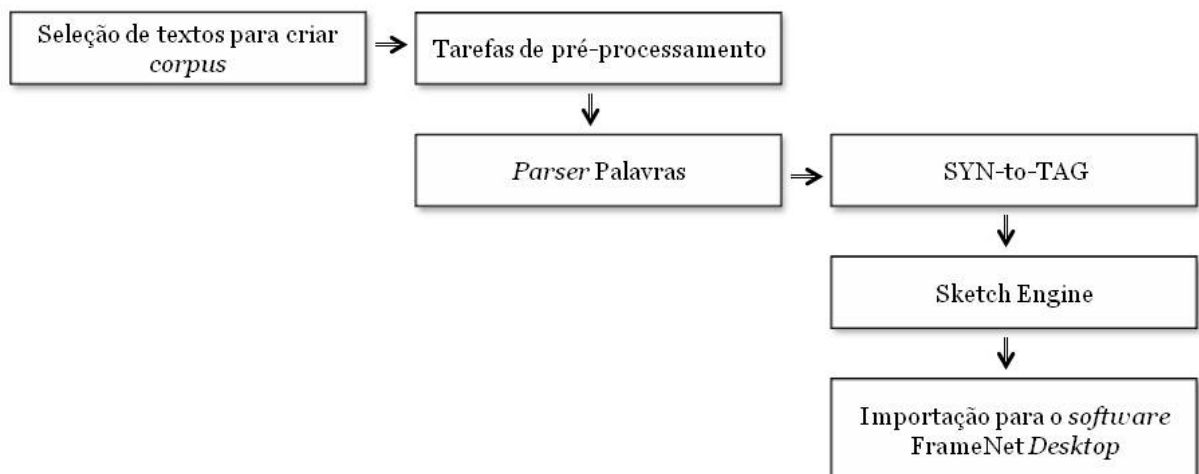 Seleção de textos para criar
corpus
Tarefas de pré-processamento
Parser Palavras
SYN-to-TAG
Sketch Engine
Importação para o software
FrameNet Desktop